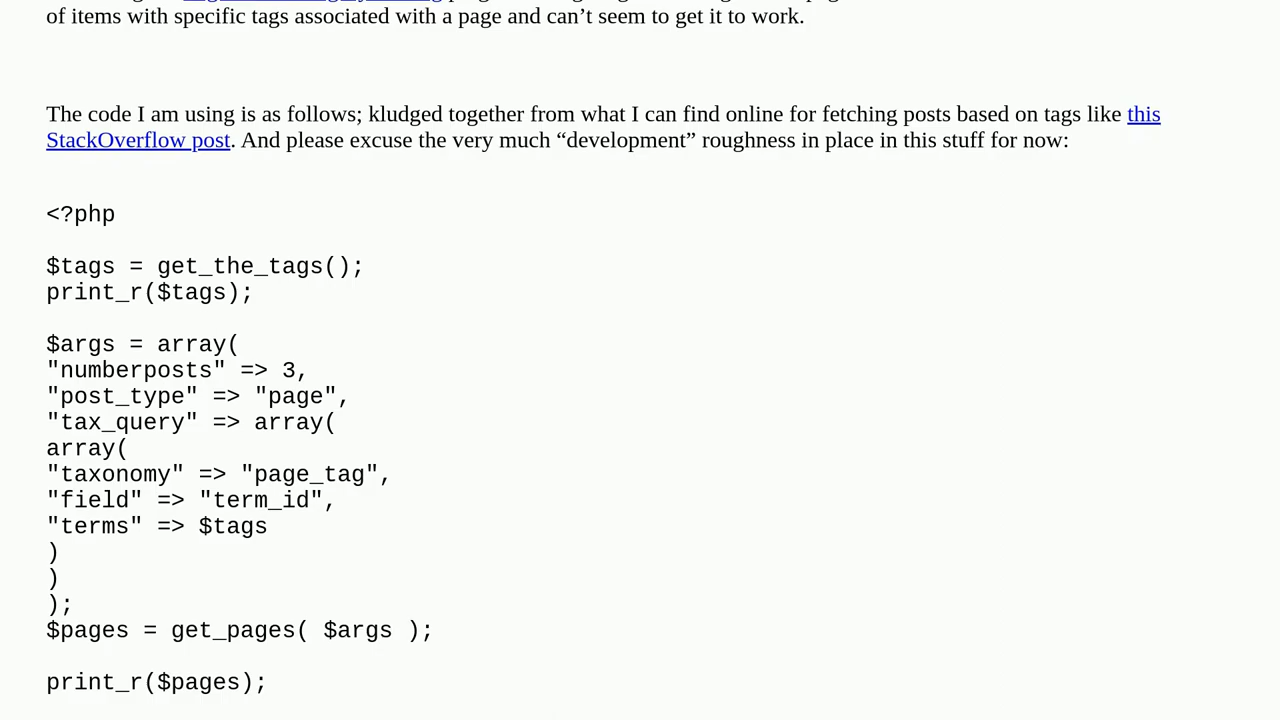 of items with specific tags associated with a page and can’t seem to get it to work.
The code I am using is as follows; kludged together from what I can find online for fetching posts based on tags like this
StackOverflow post. And please excuse the very much “development” roughness in place in this stuff for now:
<?php
$tags = get_the_tags();
print_r($tags);
$args = array(
"numberposts" => 3,
"post_type" => "page",
"tax_query" => array(
array(
"taxonomy" => "page_tag",
"field" => "term_id",
"terms" => $tags
)
)
);
$pages = get_pages( $args );
print_r($pages);